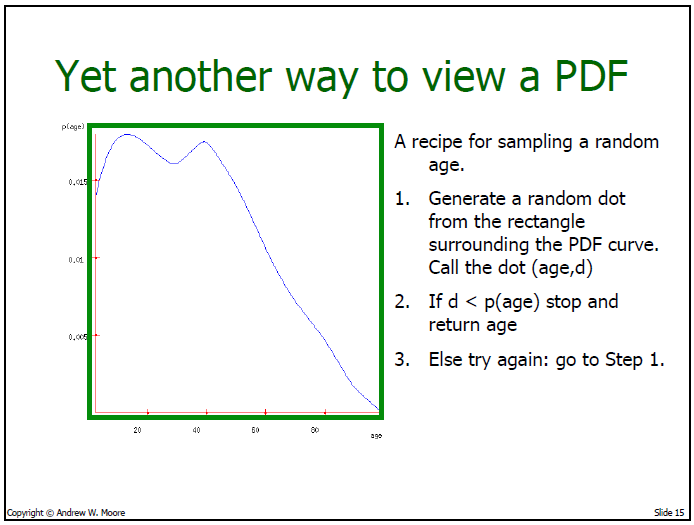 Yet another way to view a PDF
p(age)
0.015
0.01
0.005
20
40
60
80
age
A recipe for sampling a random
age.
1. Generate a random dot
from the rectangle
surrounding the PDF curve.
Call the dot (age,d)
2. If d < p(age) stop and
return age
3. Else try again: go to Step 1.
Copyright © Andrew W. Moore
Slide 15